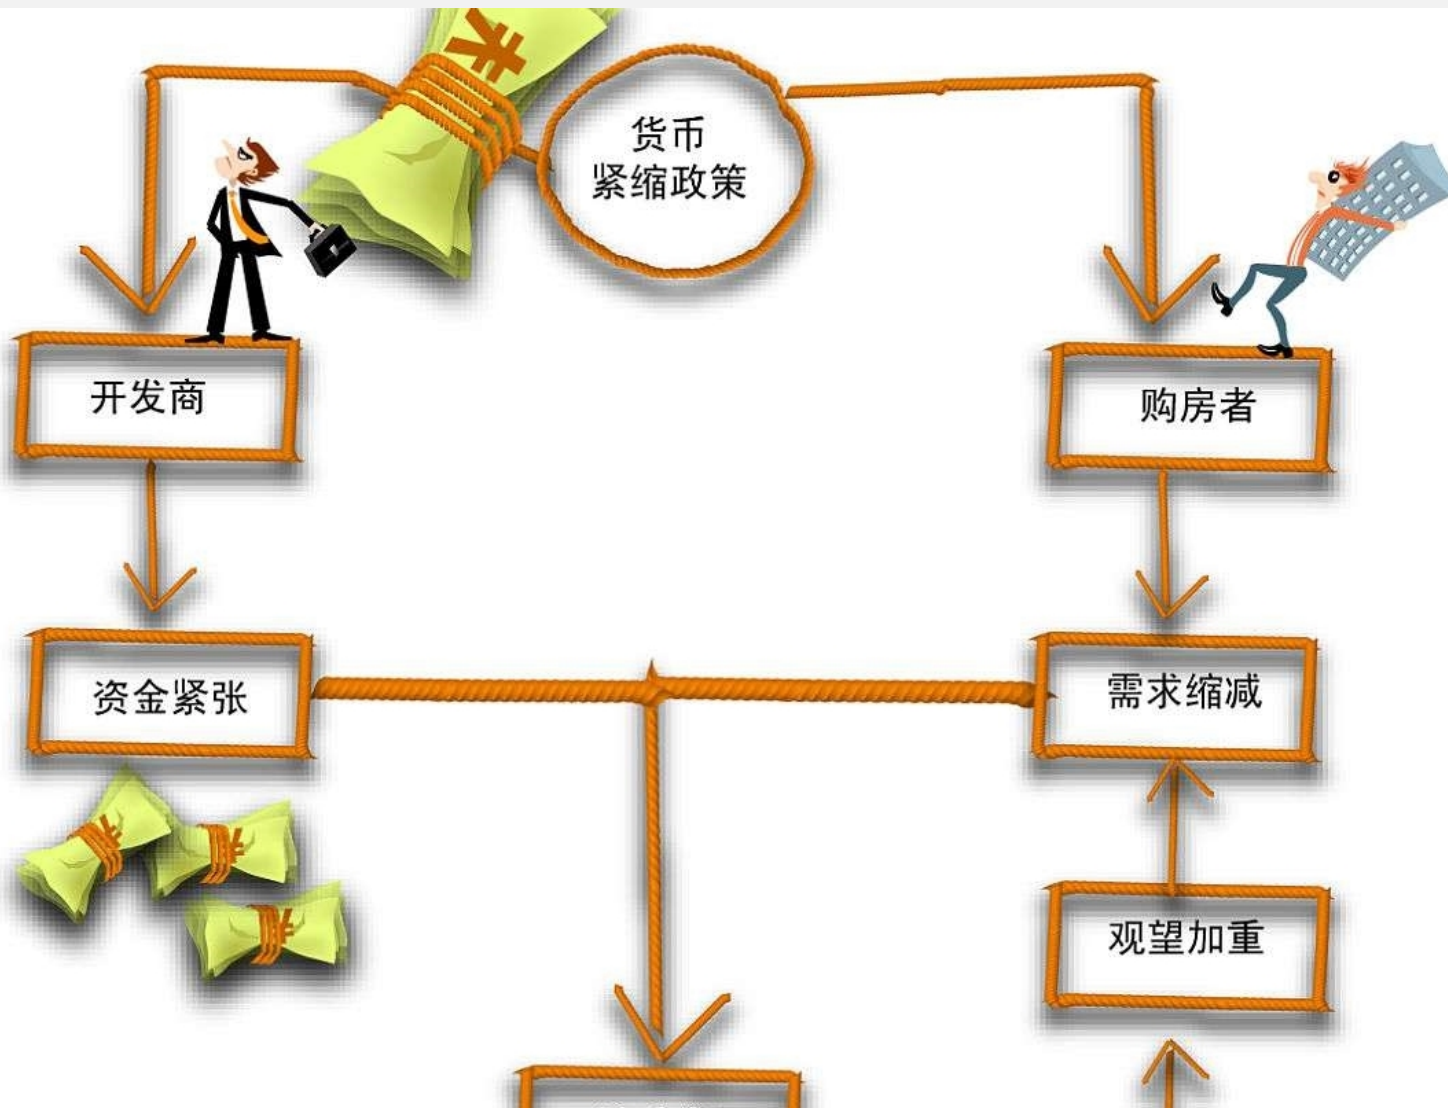 货币
紧缩政策
开发商
购房者
资金紧张
需求缩减
观望加重